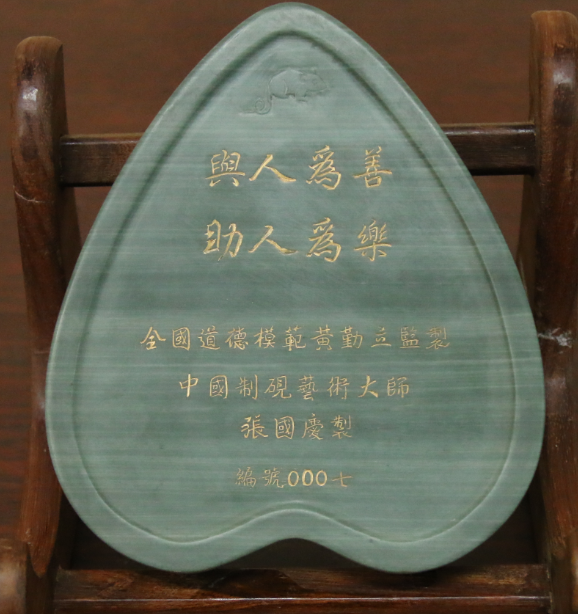 與人爲善
助人爲樂
全國道德模範黄勤立監製
中國制硯藝術大師
張國慶製
編號000七